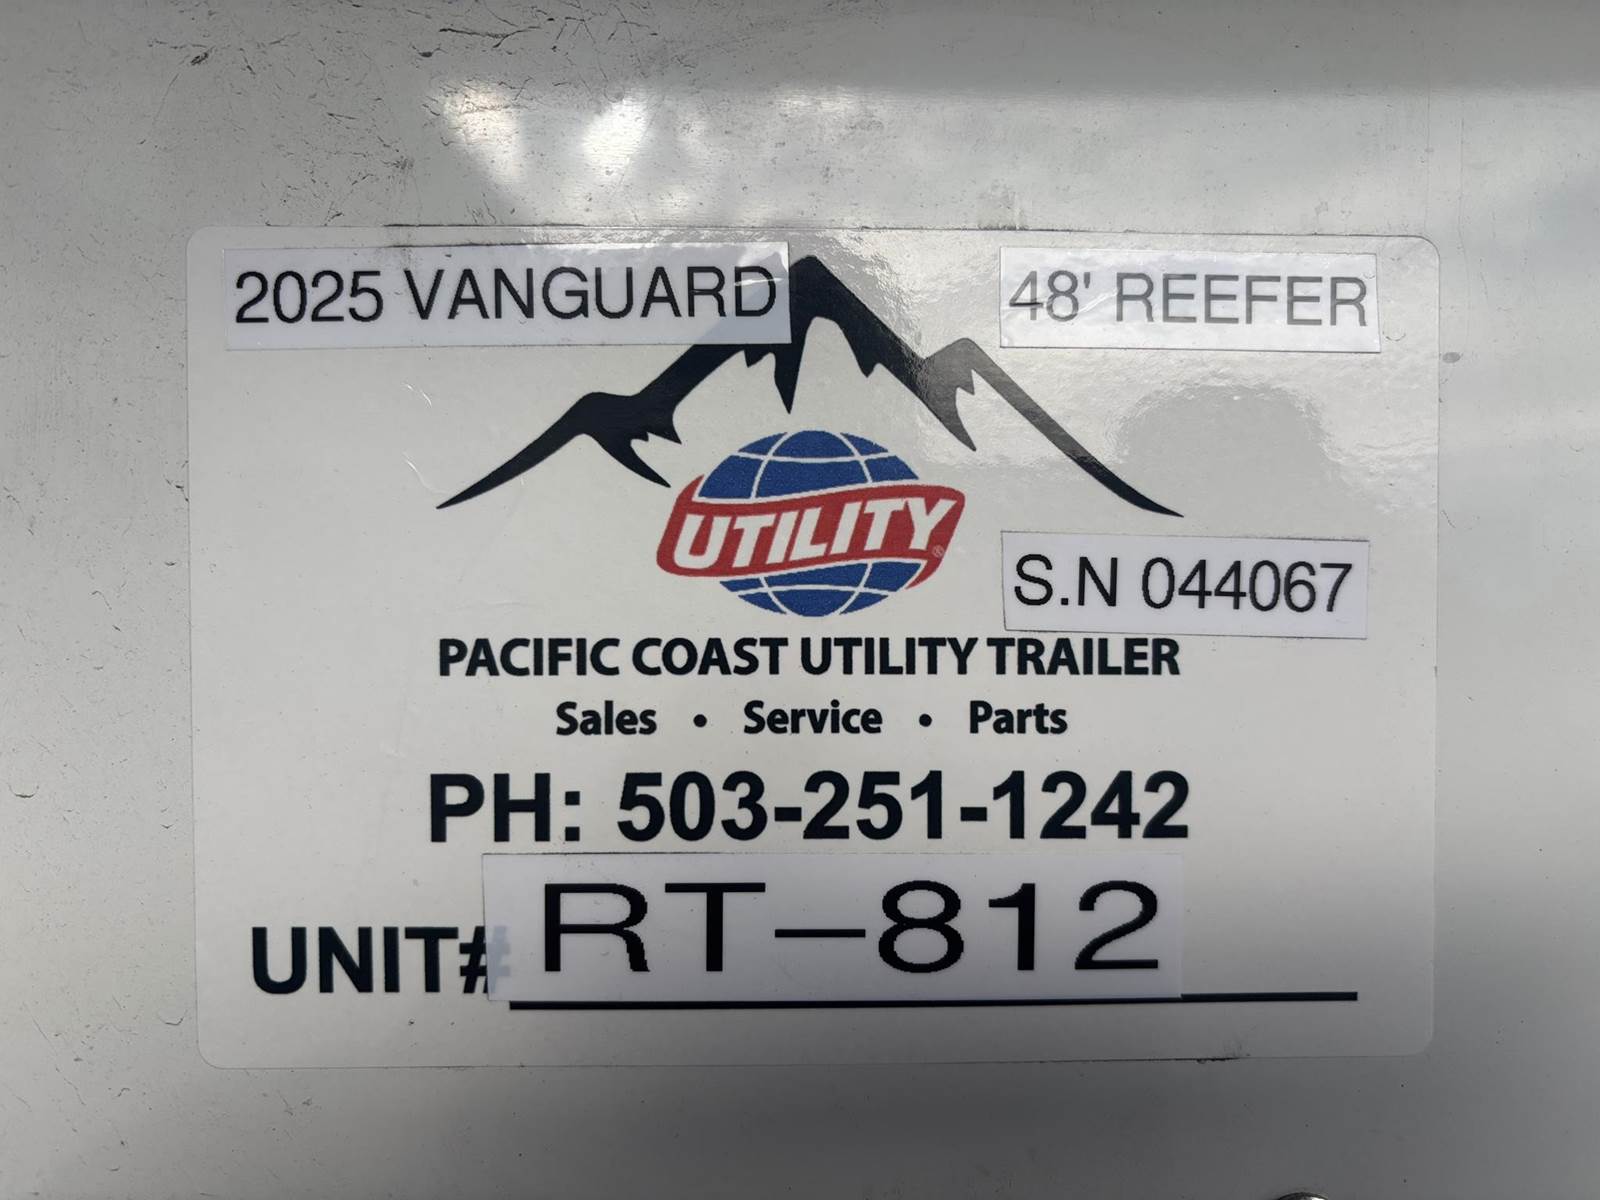 2025 VANGUARD
48' REEFER
UTILITY®
S.N 044067
PACIFIC COAST UTILITY TRAILER
Sales • Service • Parts
PH: 503-251-1242
UNIT# RT-812